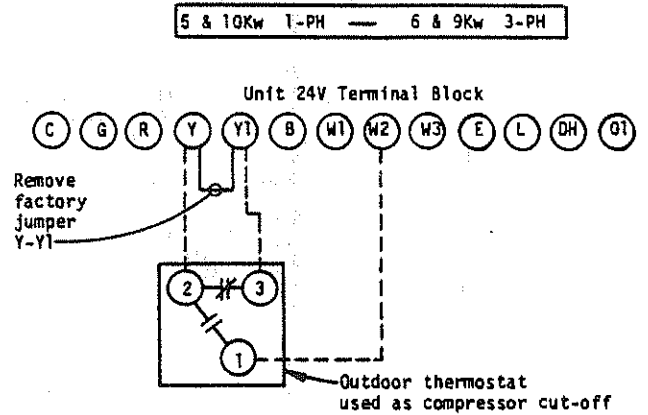 5 & 10Kw 1-PH — 6 & 9Kw 3-PH
Unit 24V Terminal Block
C G R Y Y1 B W1 W2 W3 E L DH O1
Remove
factory
jumper
Y-Y1
2 3
1
Outdoor thermostat
used as compressor cut-off